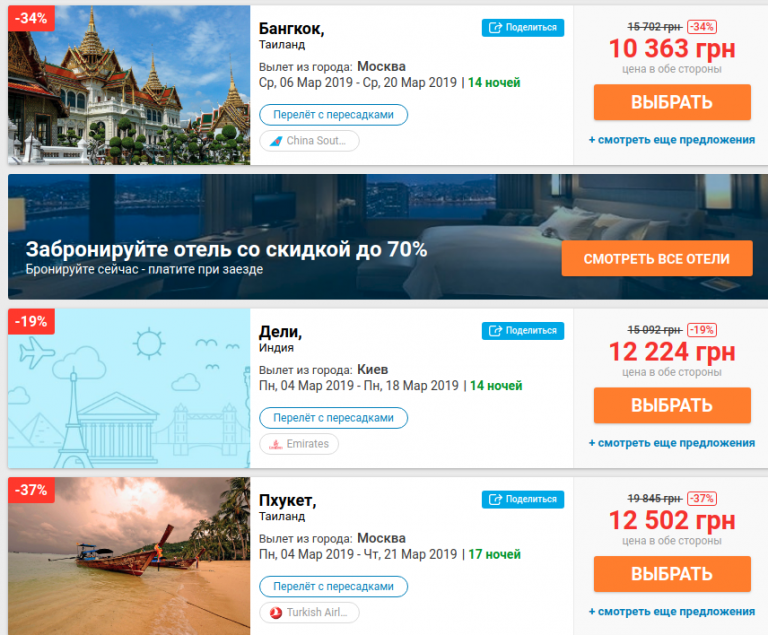 -34%
Бангкок,
Таиланд
Поделиться
Вылет из города: Москва
Ср, 06 Мар 2019 - Ср, 20 Мар 2019 | 14 ночей
Перелёт с пересадками
China Sout...
15 702 грн -34%
10 363 грн
цена в обе стороны
ВЫБРАТЬ
+ смотреть еще предложения
Забронируйте отель со скидкой до 70%
Бронируйте сейчас - платите при заезде
СМОТРЕТЬ ВСЕ ОТЕЛИ
-19%
Дели,
Индия
Поделиться
Вылет из города: Киев
Пн, 04 Мар 2019 - Пн, 18 Мар 2019 | 14 ночей
Перелёт с пересадками
Emirates
15 092 грн -19%
12 224 грн
цена в обе стороны
ВЫБРАТЬ
+ смотреть еще предложения
-37%
Пхукет,
Таиланд
Поделиться
Вылет из города: Москва
Пн, 04 Мар 2019 - Чт, 21 Мар 2019 | 17 ночей
Перелёт с пересадками
Turkish Airl...
19 845 грн -37%
12 502 грн
цена в обе стороны
ВЫБРАТЬ
+ смотреть еще предложения